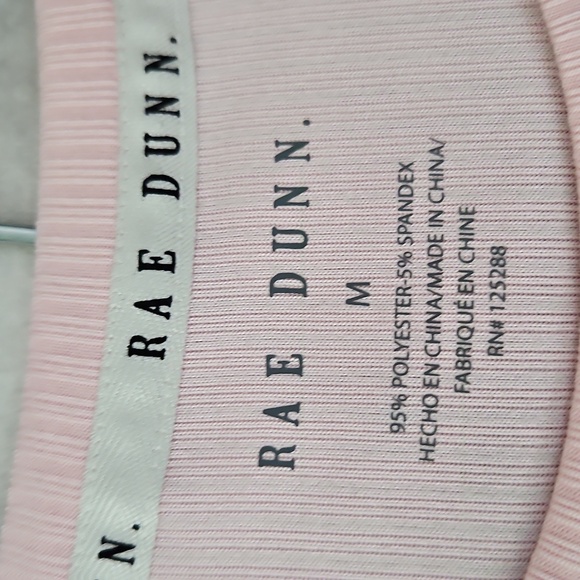 RAE DUNN.
N.
RAE DUNN.
M
95% POLYESTER-5% SPANDEX
HECHO EN CHINA/MADE IN CHINA/
FABRIQUÉ EN CHINE
RN# 125288